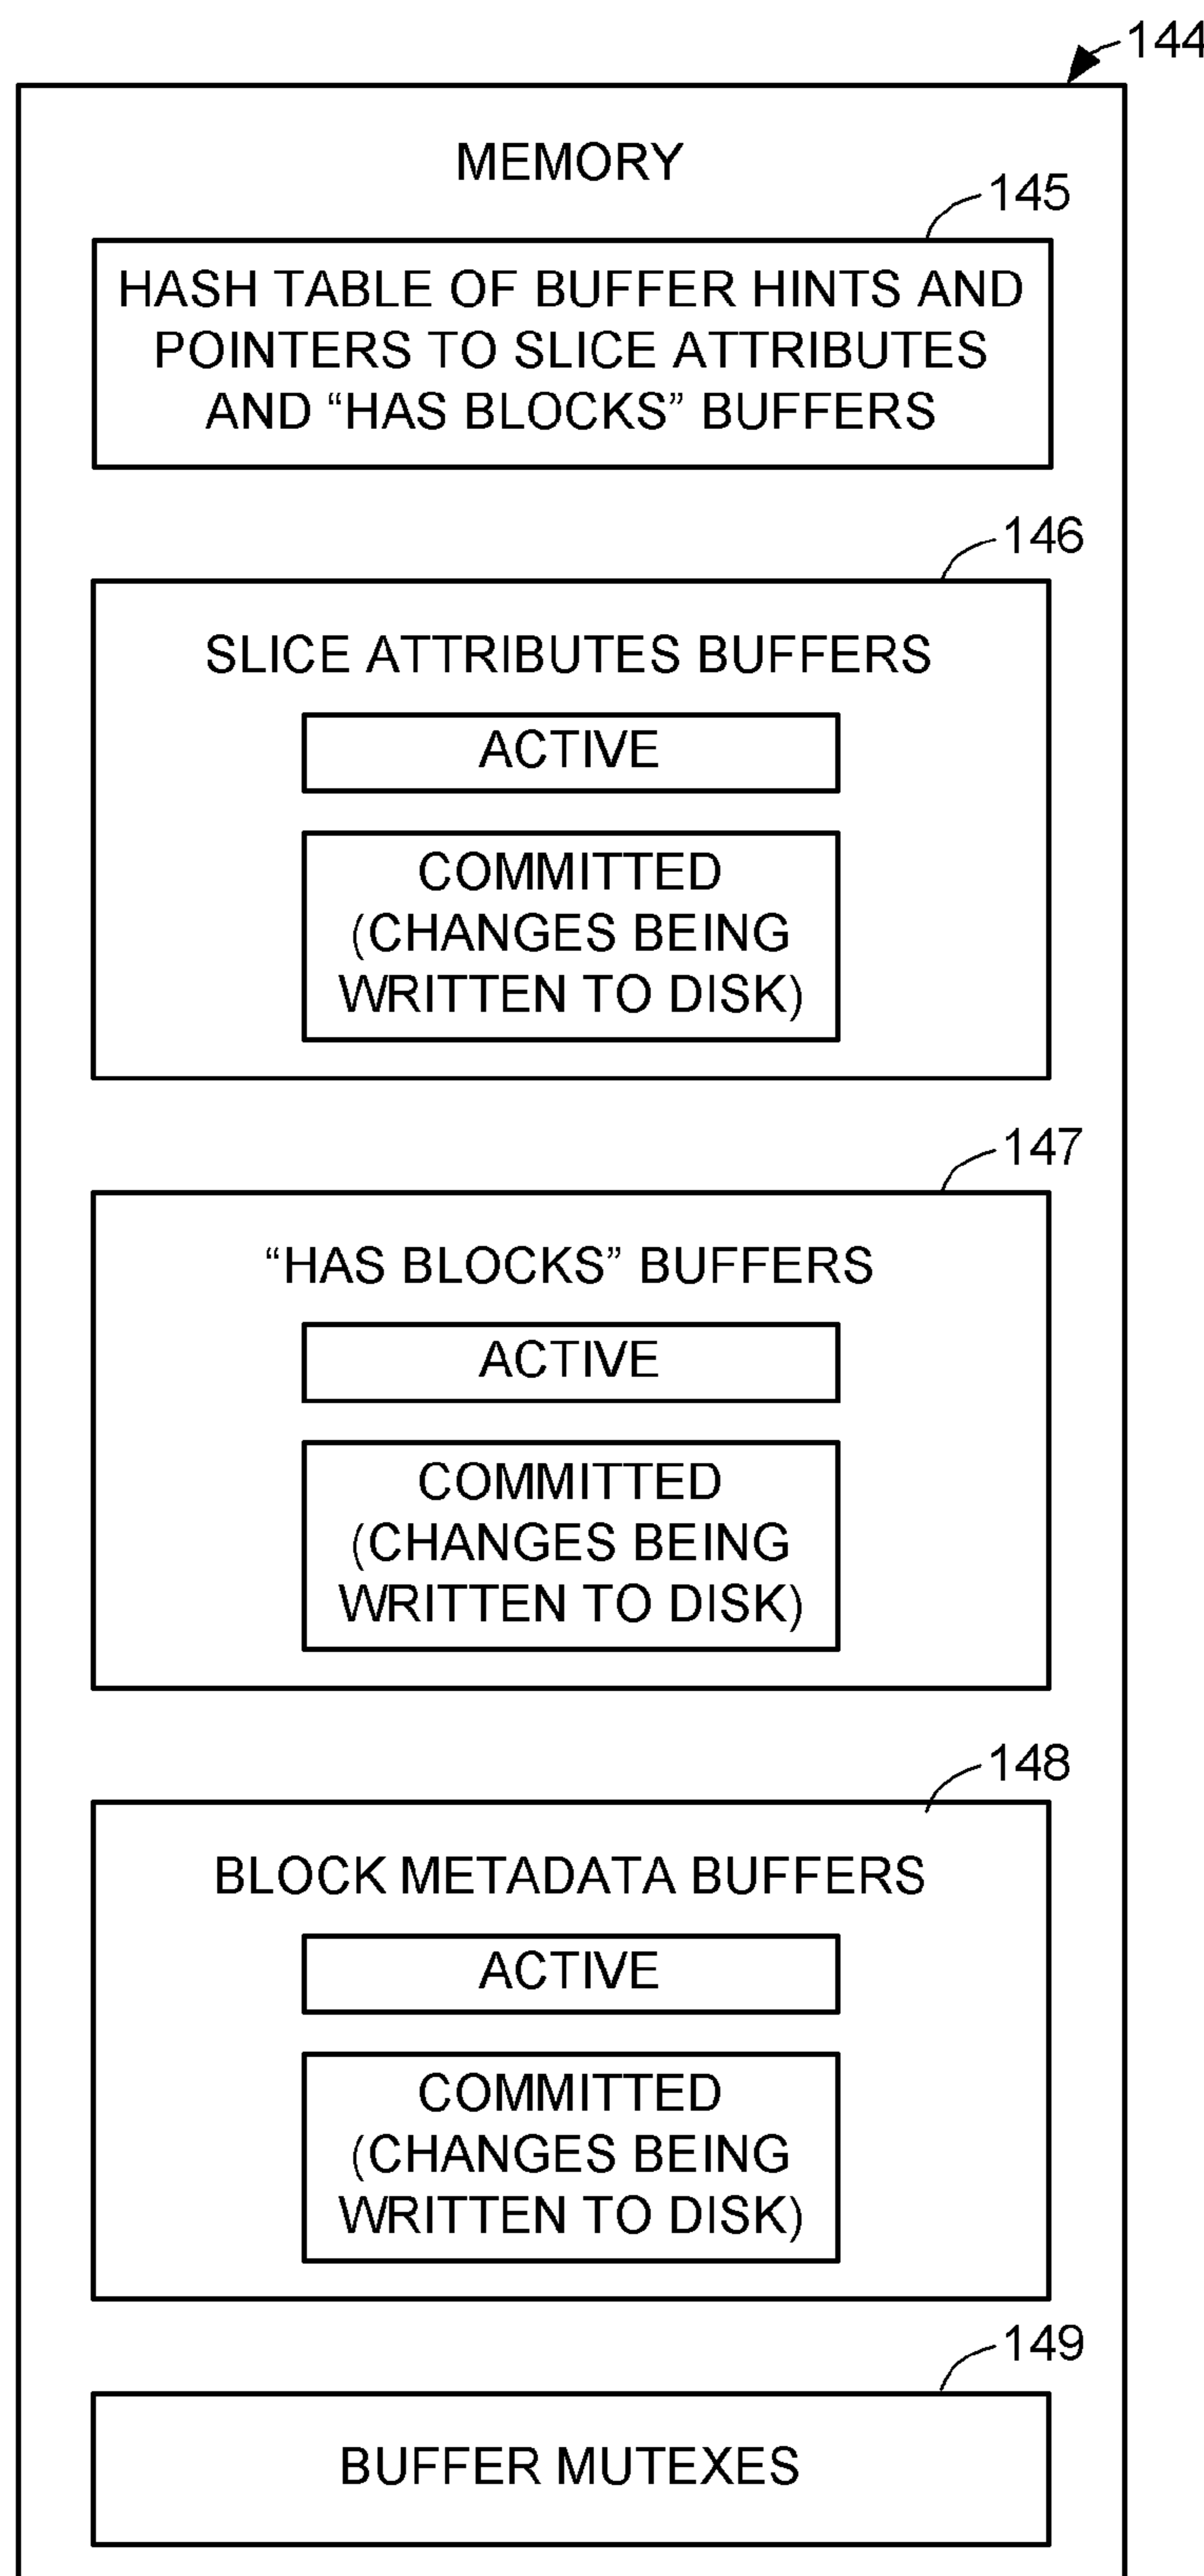 144
MEMORY
145
HASH TABLE OF BUFFER HINTS AND
POINTERS TO SLICE ATTRIBUTES
AND “HAS BLOCKS” BUFFERS
146
SLICE ATTRIBUTES BUFFERS
ACTIVE
COMMITTED
(CHANGES BEING
WRITTEN TO DISK)
147
“HAS BLOCKS” BUFFERS
ACTIVE
COMMITTED
(CHANGES BEING
WRITTEN TO DISK)
148
BLOCK METADATA BUFFERS
ACTIVE
COMMITTED
(CHANGES BEING
WRITTEN TO DISK)
149
BUFFER MUTEXES